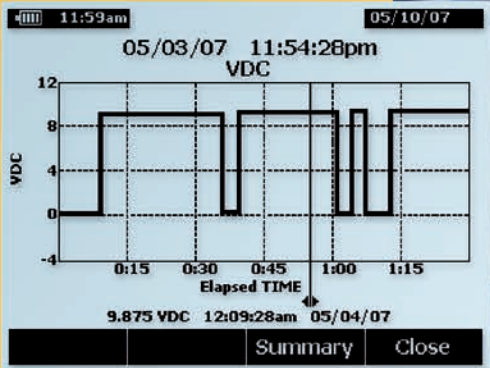 11:59am 05/10/07
05/03/07 11:54:28pm
VDC
12
8
4
0
-4
VDC
0:15 0:30 0:45 1:00 1:15
Elapsed TIME
9.875 VDC 12:09:28am 05/04/07
Summary Close